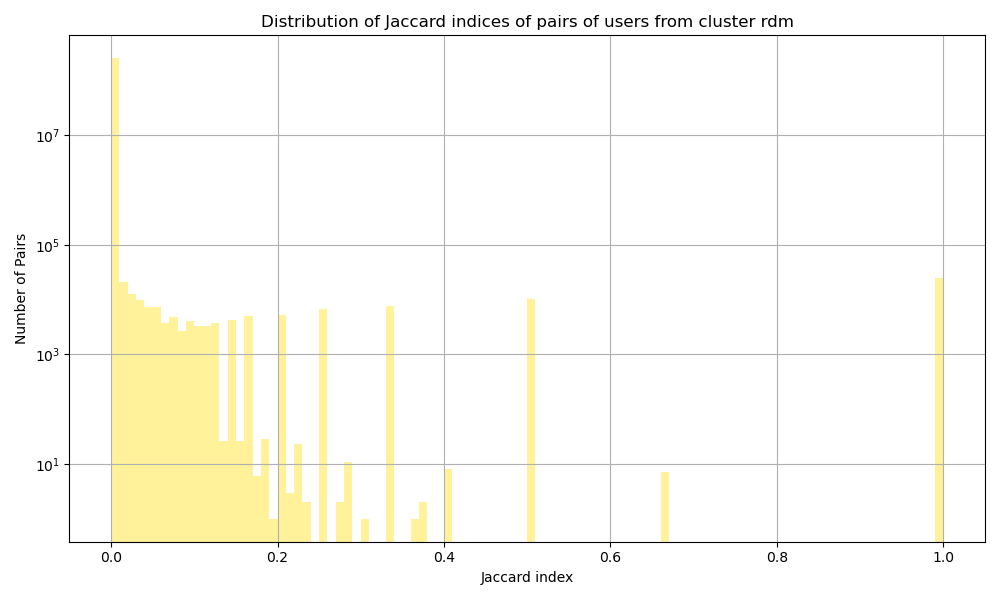 Distribution of Jaccard indices of pairs of users from cluster rdm
Number of Pairs
10^7
10^5
10^3
10^1
0.0 0.2 0.4 0.6 0.8 1.0
Jaccard index